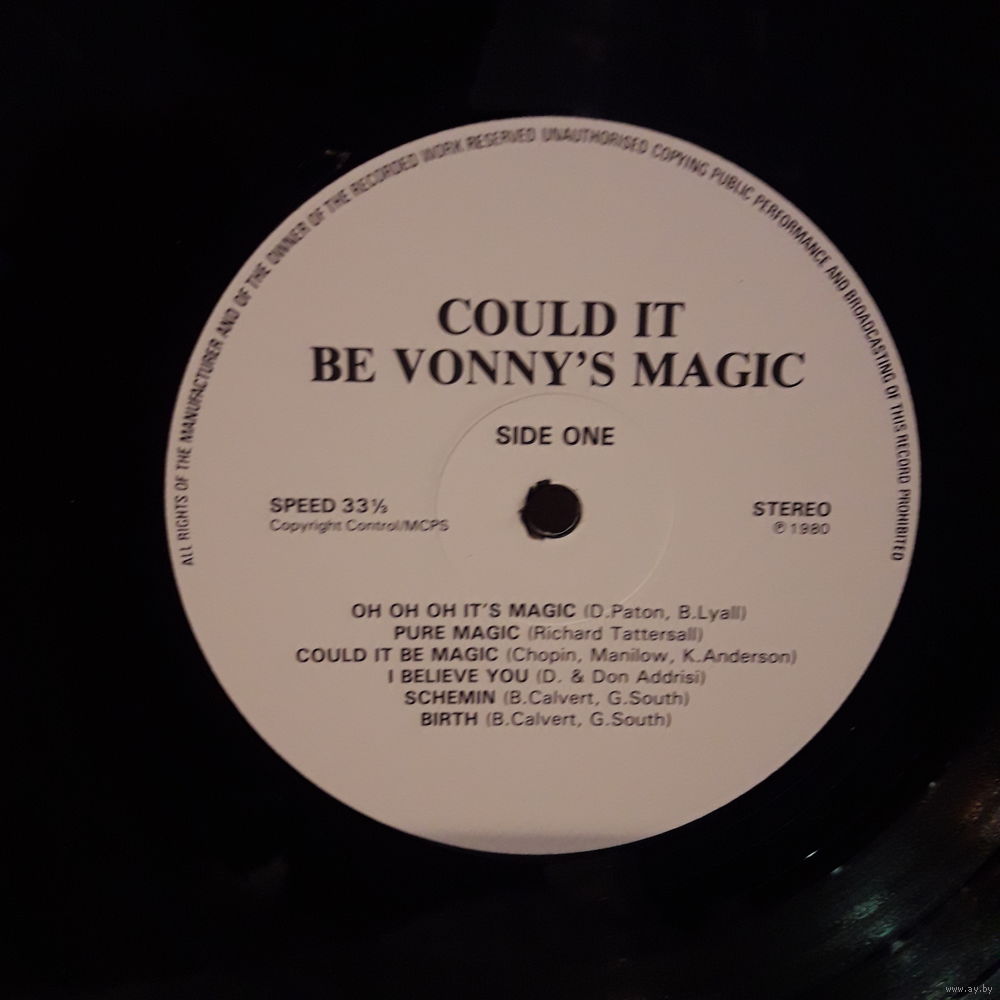 ALL RIGHTS OF THE MANUFACTURER AND OF THE OWNER OF THE RECORDED WORK RESERVED UNAUTHORISED COPYING PUBLIC PERFORMANCE AND BROADCASTING OF THIS RECORD PROHIBITED
COULD IT
BE VONNY'S MAGIC
SIDE ONE
SPEED 33⅓
Copyright Control/MCPS
STEREO
℗ 1980
OH OH OH IT'S MAGIC (D.Paton, B.Lyall)
PURE MAGIC (Richard Tattersall)
COULD IT BE MAGIC (Chopin, Manilow, K.Anderson)
I BELIEVE YOU (D. & Don Addrisi)
SCHEMIN (B.Calvert, G.South)
BIRTH (B.Calvert, G.South)
www.ay.by